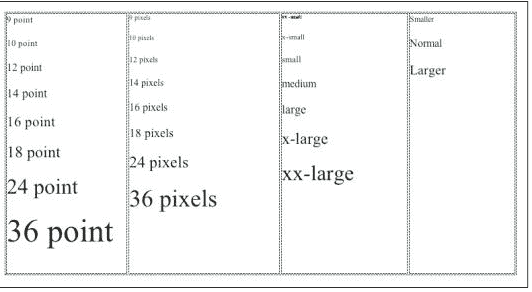 9 point
10 point
12 point
14 point
16 point
18 point
24 point
36 point
9 pixels
10 pixels
12 pixels
14 pixels
16 pixels
18 pixels
24 pixels
36 pixels
xx-small
x-small
small
medium
large
x-large
xx-large
Smaller
Normal
Larger